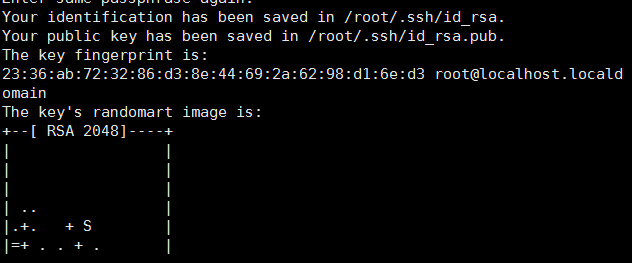 Enter same passphrase again:
Your identification has been saved in /root/.ssh/id_rsa.
Your public key has been saved in /root/.ssh/id_rsa.pub.
The key fingerprint is:
23:36:ab:72:32:86:d3:8e:44:69:2a:62:98:d1:6e:d3 root@localhost.locald
omain
The key's randomart image is:
+--[ RSA 2048]----+
|                 |
|                 |
|                 |
| ..              |
|.+.   + S        |
|=+ . . + .       |